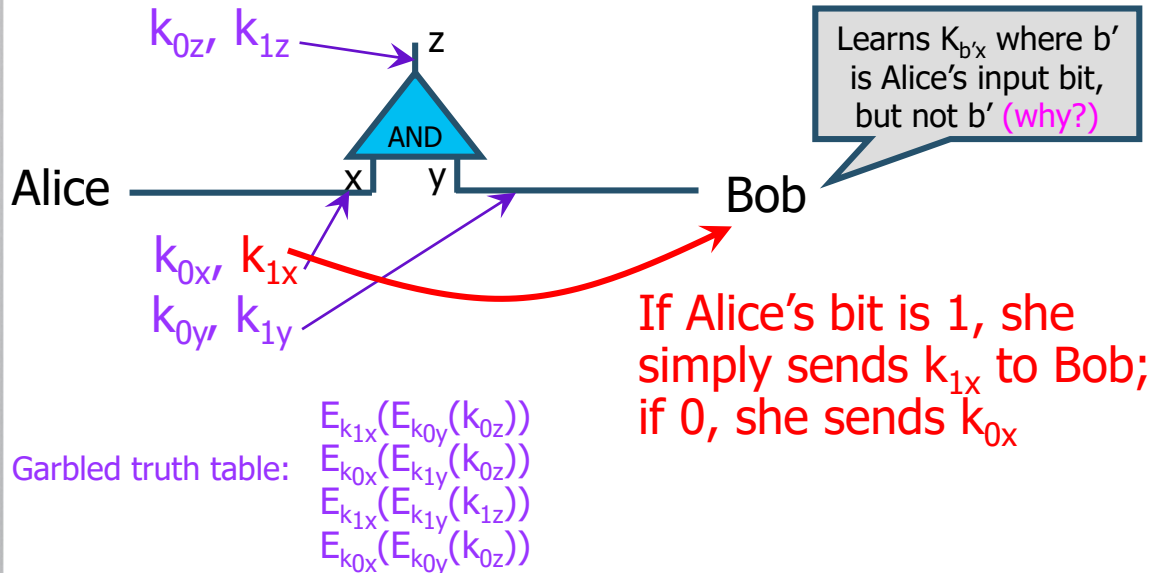 k0z, k1z
z
AND
x
y
Alice
Bob
Learns Kb'x where b'
is Alice's input bit,
but not b' (why?)
k0x, k1x
k0y, k1y
If Alice's bit is 1, she
simply sends k1x to Bob;
if 0, she sends k0x
Garbled truth table:
Ek1x(Ek0y(k0z))
Ek0x(Ek1y(k0z))
Ek1x(Ek1y(k1z))
Ek0x(Ek0y(k0z))